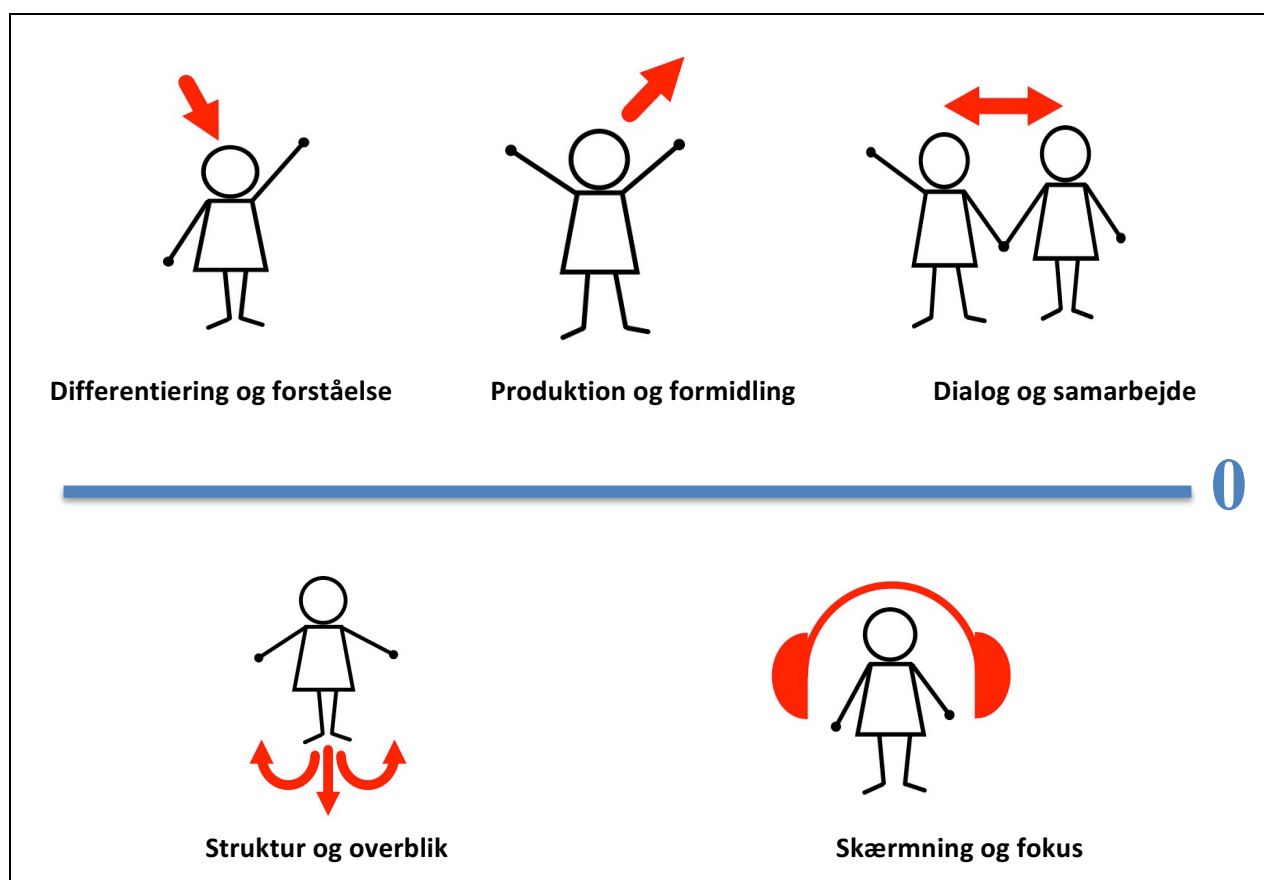 Differentiering og forståelse
Produktion og formidling
Dialog og samarbejde
0
Struktur og overblik
Skærmning og fokus